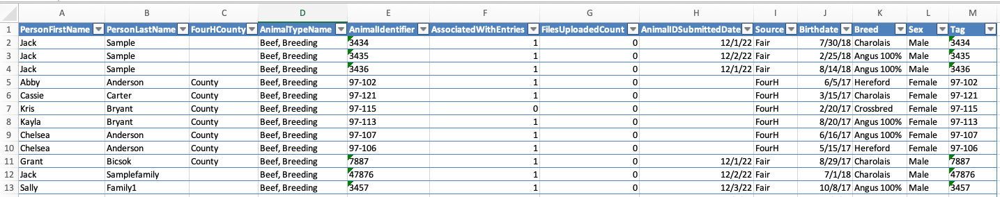 A B C D E F G H I J K L M
1 PersonFirstName PersonLastName FourHCounty AnimalTypeName AnimalIdentifier AssociatedWithEntries FilesUploadedCount AnimalIDSubmittedDate Source Birthdate Breed Sex Tag
2 Jack Sample Beef, Breeding 3434 1 0 12/1/22 Fair 7/30/18 Charolais Male 3434
3 Jack Sample Beef, Breeding 3435 1 0 12/2/22 Fair 2/25/18 Angus 100% Male 3435
4 Jack Sample Beef, Breeding 3436 1 0 12/1/22 Fair 8/14/18 Angus 100% Male 3436
5 Abby Anderson County Beef, Breeding 97-102 1 0 FourH 6/5/17 Hereford Female 97-102
6 Cassie Carter County Beef, Breeding 97-121 1 0 FourH 3/15/17 Charolais Female 97-121
7 Kris Bryant County Beef, Breeding 97-115 0 0 FourH 2/20/17 Crossbred Female 97-115
8 Kayla Bryant County Beef, Breeding 97-113 1 0 FourH 8/20/17 Angus 100% Female 97-113
9 Chelsea Anderson County Beef, Breeding 97-107 1 0 FourH 6/16/17 Angus 100% Female 97-107
10 Chelsea Anderson County Beef, Breeding 97-106 1 0 FourH 5/15/17 Hereford Female 97-106
11 Grant Bicsok County Beef, Breeding 7887 1 0 12/1/22 Fair 8/29/17 Charolais Male 7887
12 Jack Samplefamily Beef, Breeding 47876 1 0 12/2/22 Fair 7/1/18 Charolais Male 47876
13 Sally Family1 Beef, Breeding 3457 1 0 12/3/22 Fair 10/8/17 Angus 100% Male 3457